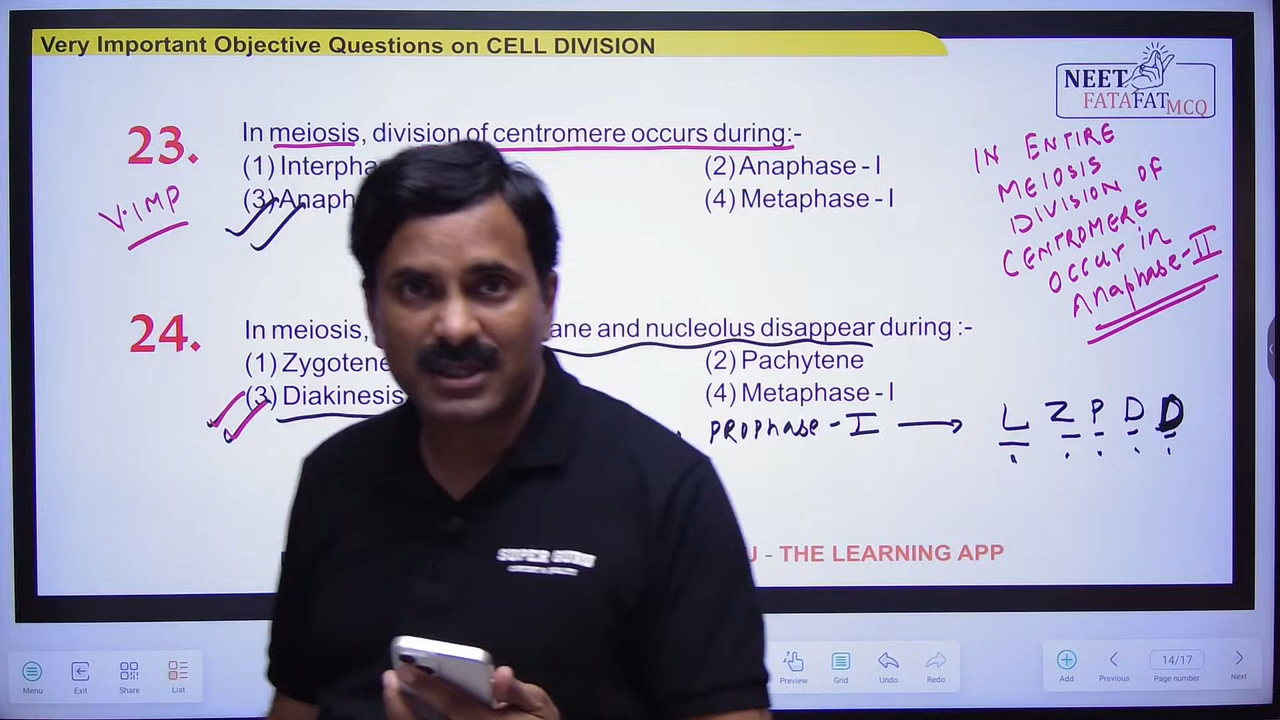 Very Important Objective Questions on CELL DIVISION
NEET
FATAFAT MCQ
23.
In meiosis, division of centromere occurs during:-
(1) Interpha
(2) Anaphase - I
(3) Anaph
(4) Metaphase - I
V.IMP
IN ENTIRE
MEIOSIS
DIVISION OF
CENTROMERE
OCCUR in
Anaphase-II
24.
In meiosis,
ane and nucleolus disappear during :-
(1) Zygotene
(2) Pachytene
(3) Diakinesis
(4) Metaphase - I
PROPHASE - I → L Z P D D
- THE LEARNING APP
Menu
Exit
Share
List
Preview
Grid
Undo
Redo
Add
Previous
14/17
Page number
Next